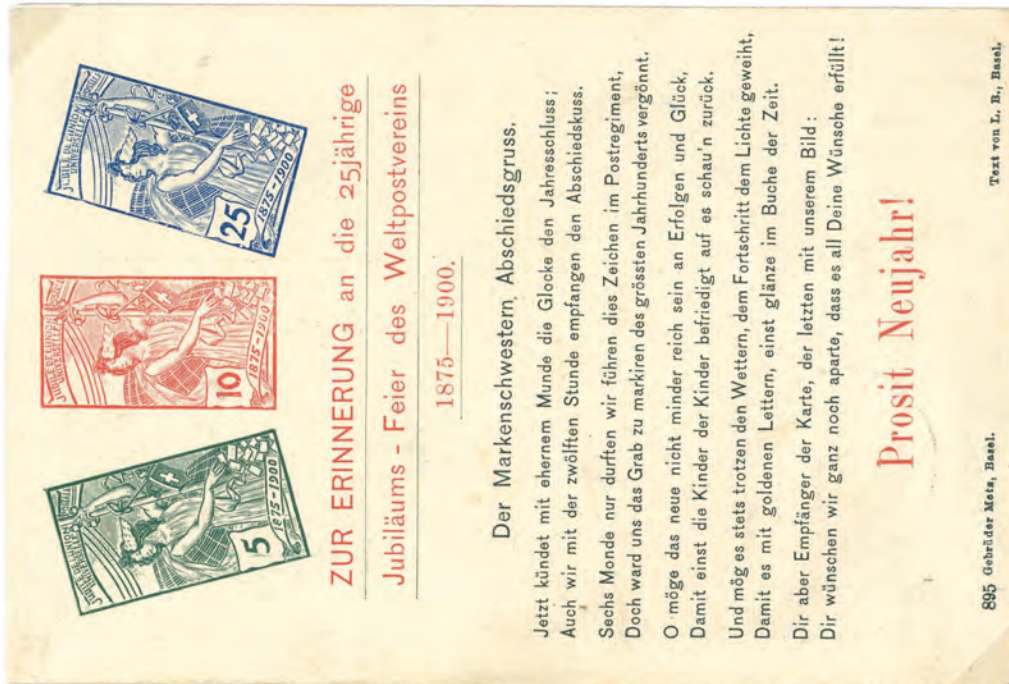 JUBILÉ DE L'UNION
UNIVERSELLE
5
1875-1900
JUBILÉ DE L'UNION
UNIVERSELLE
10
1875-1900
JUBILÉ DE L'UNION
UNIVERSELLE
25
1875-1900
ZUR ERINNERUNG an die 25jährige
Jubiläums-Feier des Weltpostvereins
1875—1900.
Der Markenschwestern Abschiedsgruss.
Jetzt kündet mit ehernem Munde die Glocke den Jahresschluss;
Auch wir mit der zwölften Stunde empfangen den Abschiedskuss.
Sechs Monde nur durften wir führen dies Zeichen im Postregiment,
Doch ward uns das Grab zu markiren des grössten Jahrhunderts vergönnt.
O möge das neue nicht minder reich sein an Erfolgen und Glück,
Damit einst die Kinder der Kinder befriedigt auf es schau'n zurück.
Und mög es stets trotzen den Wettern, dem Fortschritt dem Lichte geweiht,
Damit es mit goldenen Lettern, einst glänze im Buche der Zeit.
Dir aber Empfänger der Karte, der letzten mit unserem Bild:
Dir wünschen wir ganz noch aparte, dass es all Deine Wünsche erfüllt!
Prosit Neujahr!
895 Gebrüder Metz, Basel.
Text von L. B., Basel.